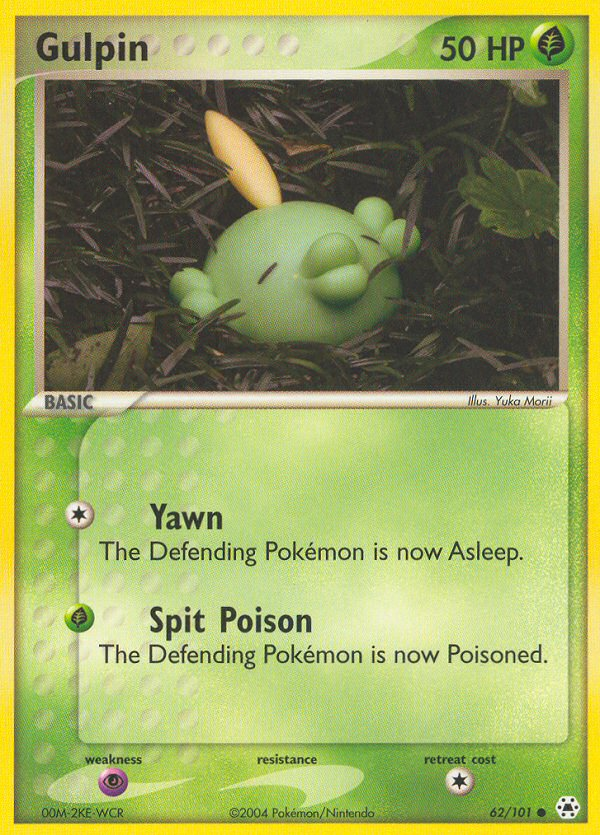 Gulpin
50 HP
BASIC
Illus. Yuka Morii
Yawn
The Defending Pokémon is now Asleep.
Spit Poison
The Defending Pokémon is now Poisoned.
weakness
resistance
retreat cost
00M-2KE-WCR
©2004 Pokémon/Nintendo
62/101 ●